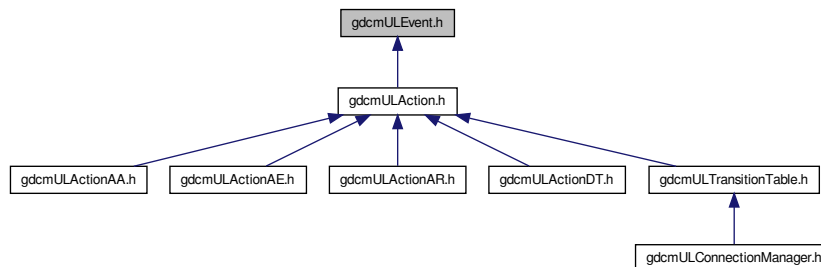 gdcmULEvent.h
gdcmULAction.h
gdcmULActionAA.h
gdcmULActionAE.h
gdcmULActionAR.h
gdcmULActionDT.h
gdcmULTransitionTable.h
gdcmULConnectionManager.h